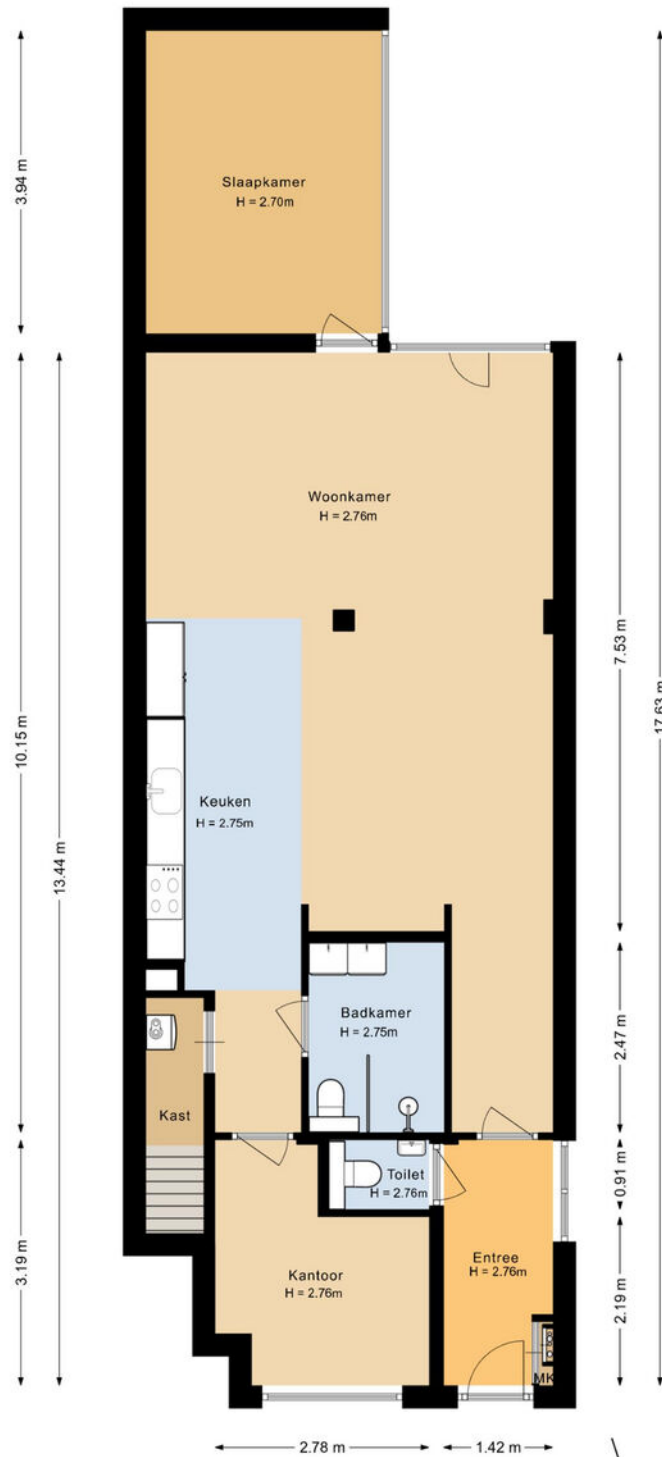 3.94 m
Slaapkamer
H = 2.70m
Woonkamer
H = 2.76m
7.53 m
17.63 m
10.15 m
13.44 m
Keuken
H = 2.75m
Badkamer
H = 2.75m
2.47 m
Kast
Toilet
H = 2.76m
0.91 m
3.19 m
Kantoor
H = 2.76m
Entree
H = 2.76m
2.19 m
MK
2.78 m
1.42 m